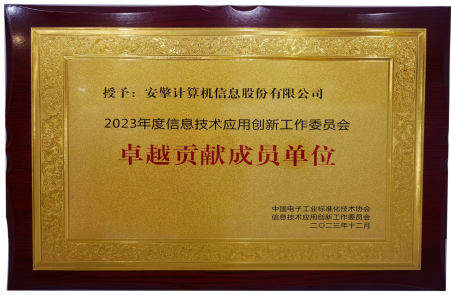 授予：安擎计算机信息股份有限公司
2023年度信息技术应用创新工作委员会
卓越贡献成员单位
中国电子工业标准化技术协会
信息技术应用创新工作委员会
二〇二三年十二月